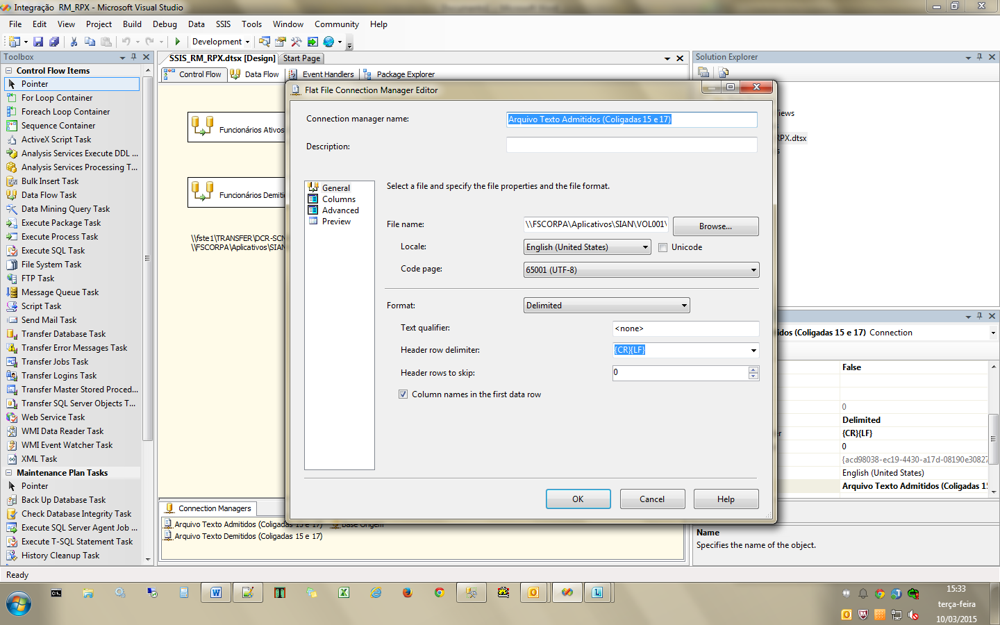 Integração RM_RPX - Microsoft Visual Studio
File Edit View Project Build Debug Data SSIS Tools Window Community Help
Development
Toolbox
Control Flow Items
Pointer
For Loop Container
Foreach Loop Container
Sequence Container
ActiveX Script Task
Analysis Services Execute DDL ...
Analysis Services Processing T...
Bulk Insert Task
Data Flow Task
Data Mining Query Task
Execute Package Task
Execute Process Task
Execute SQL Task
File System Task
FTP Task
Message Queue Task
Script Task
Send Mail Task
Transfer Database Task
Transfer Error Messages Task
Transfer Jobs Task
Transfer Logins Task
Transfer Master Stored Proced...
Transfer SQL Server Objects T...
Web Service Task
WMI Data Reader Task
WMI Event Watcher Task
XML Task
Maintenance Plan Tasks
Pointer
Back Up Database Task
Check Database Integrity Task
Execute SQL Server Agent Job ...
Execute T-SQL Statement Task
History Cleanup Task
SSIS_RM_RPX.dtsx [Design] Start Page
Control Flow Data Flow Event Handlers Package Explorer
Funcionários Ativos
Funcionários Demiti
\\fste1\TRANSFER\DCR-SCN
\\FSCORPA\Aplicativos\SIAN
Flat File Connection Manager Editor
Connection manager name: Arquivo Texto Admitidos (Coligadas 15 e 17)
Description:
General
Columns
Advanced
Preview
Select a file and specify the file properties and the file format.
File name: \\FSCORPA\Aplicativos\SIAN\VOL001\ Browse...
Locale: English (United States) Unicode
Code page: 65001 (UTF-8)
Format: Delimited
Text qualifier: <none>
Header row delimiter: {CR}{LF}
Header rows to skip: 0
Column names in the first data row
OK Cancel Help
Connection Managers
Arquivo Texto Admitidos (Coligadas 15 e 17) Base Origem
Arquivo Texto Demitidos (Coligadas 15 e 17)
Solution Explorer
iews
RPX.dtsx
s
dos (Coligadas 15 e 17) Connection
False
0
Delimited
r {CR}{LF}
0
{acd98038-ec19-4430-a17d-08190e30827
English (United States)
Arquivo Texto Admitidos (Coligadas 1
Name
Specifies the name of the object.
Ready
15:33
terça-feira
10/03/2015